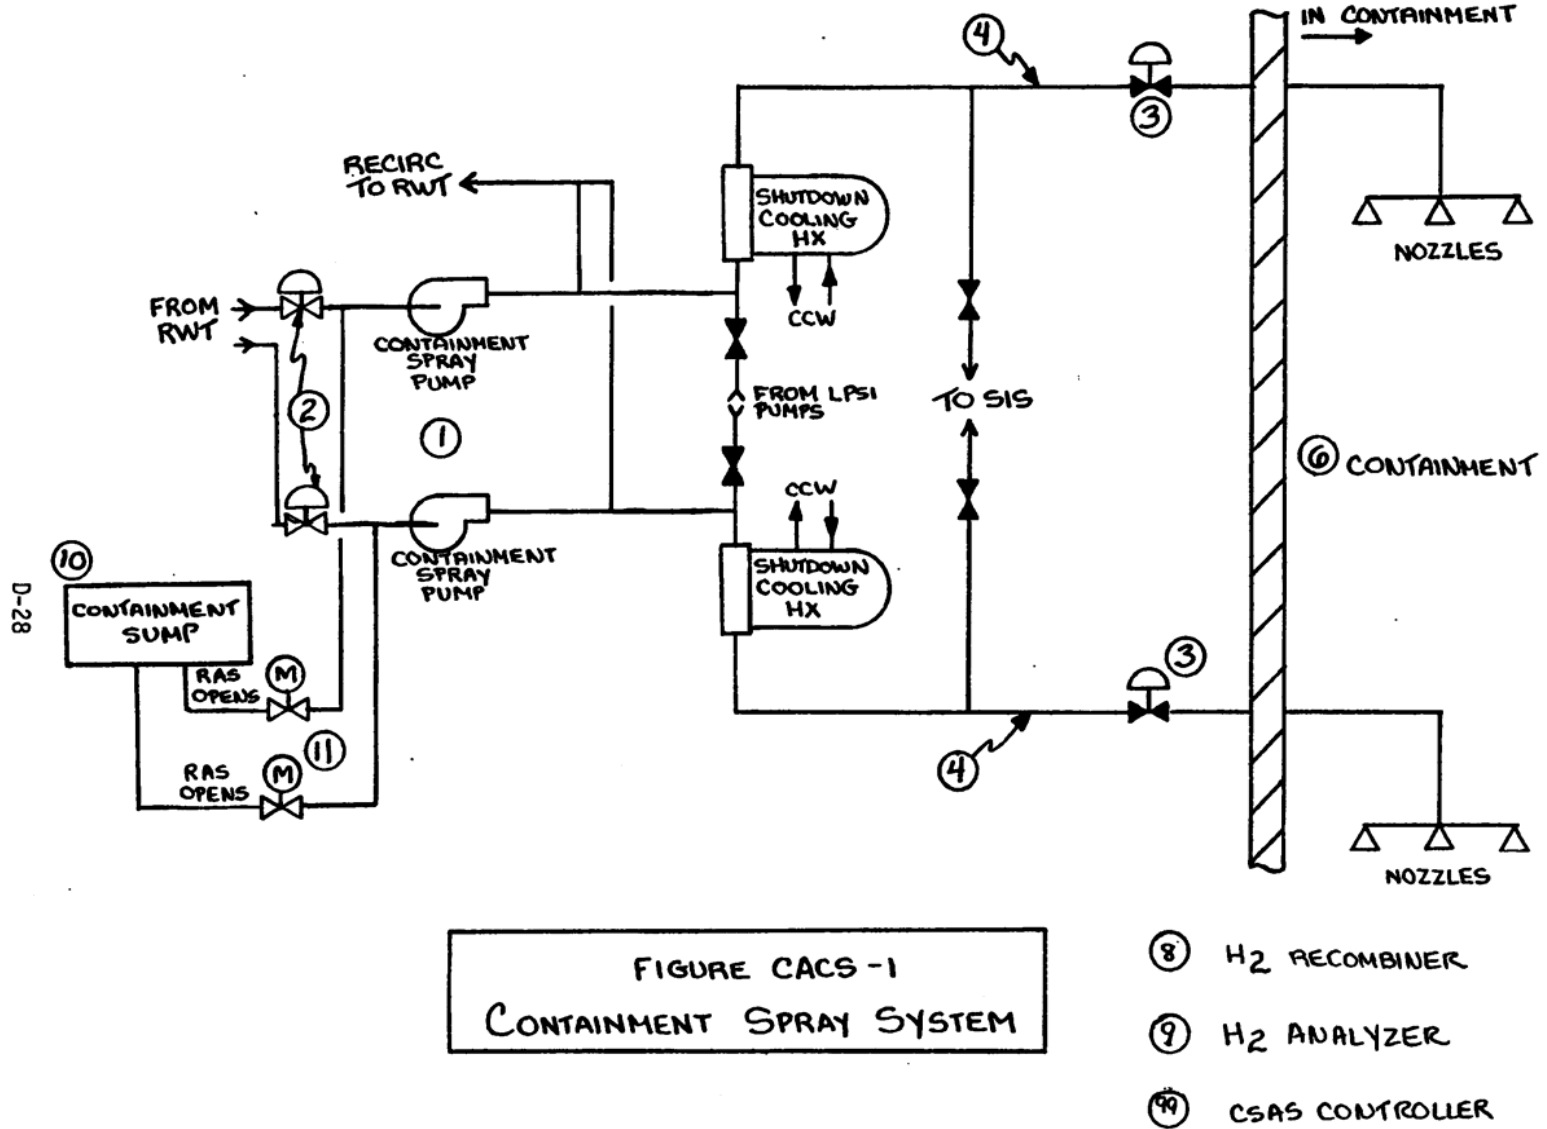 IN CONTAINMENT
4
3
RECIRC
TO RWT
SHUTDOWN
COOLING
HX
NOZZLES
FROM
RWT
CCW
CONTAINMENT
SPRAY
PUMP
2
1
FROM LPSI
PUMPS
TO SIS
6 CONTAINMENT
CCW
10
CONTAINMENT
SPRAY
PUMP
SHUTDOWN
COOLING
HX
D-28
CONTAINMENT
SUMP
RAS
OPENS
M
3
11
RAS
OPENS
M
4
NOZZLES
FIGURE CACS-1
CONTAINMENT SPRAY SYSTEM
8 H2 RECOMBINER
9 H2 ANALYZER
99 CSAS CONTROLLER